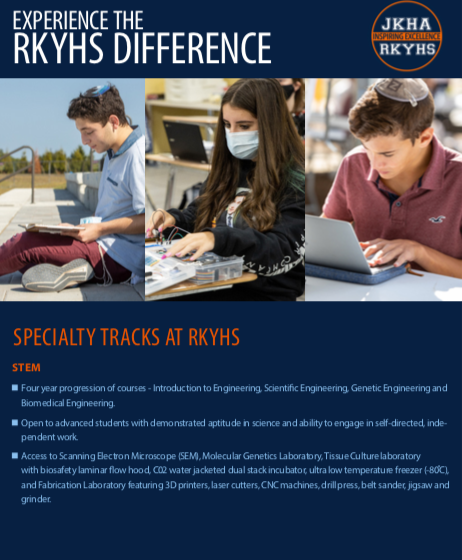 EXPERIENCE THE
RKYHS DIFFERENCE
JKHA
INSPIRING EXCELLENCE
RKYHS
SPECIALTY TRACKS AT RKYHS
STEM
Four year progression of courses - Introduction to Engineering, Scientific Engineering, Genetic Engineering and
Biomedical Engineering.
Open to advanced students with demonstrated aptitude in science and ability to engage in self-directed, inde-
pendent work.
Access to Scanning Electron Microscope (SEM), Molecular Genetics Laboratory, Tissue Culture laboratory
with biosafety laminar flow hood, C02 water jacketed dual stack incubator, ultra low temperature freezer (-80°C),
and Fabrication Laboratory featuring 3D printers, laser cutters, CNC machines, drill press, belt sander, jigsaw and
grinder.